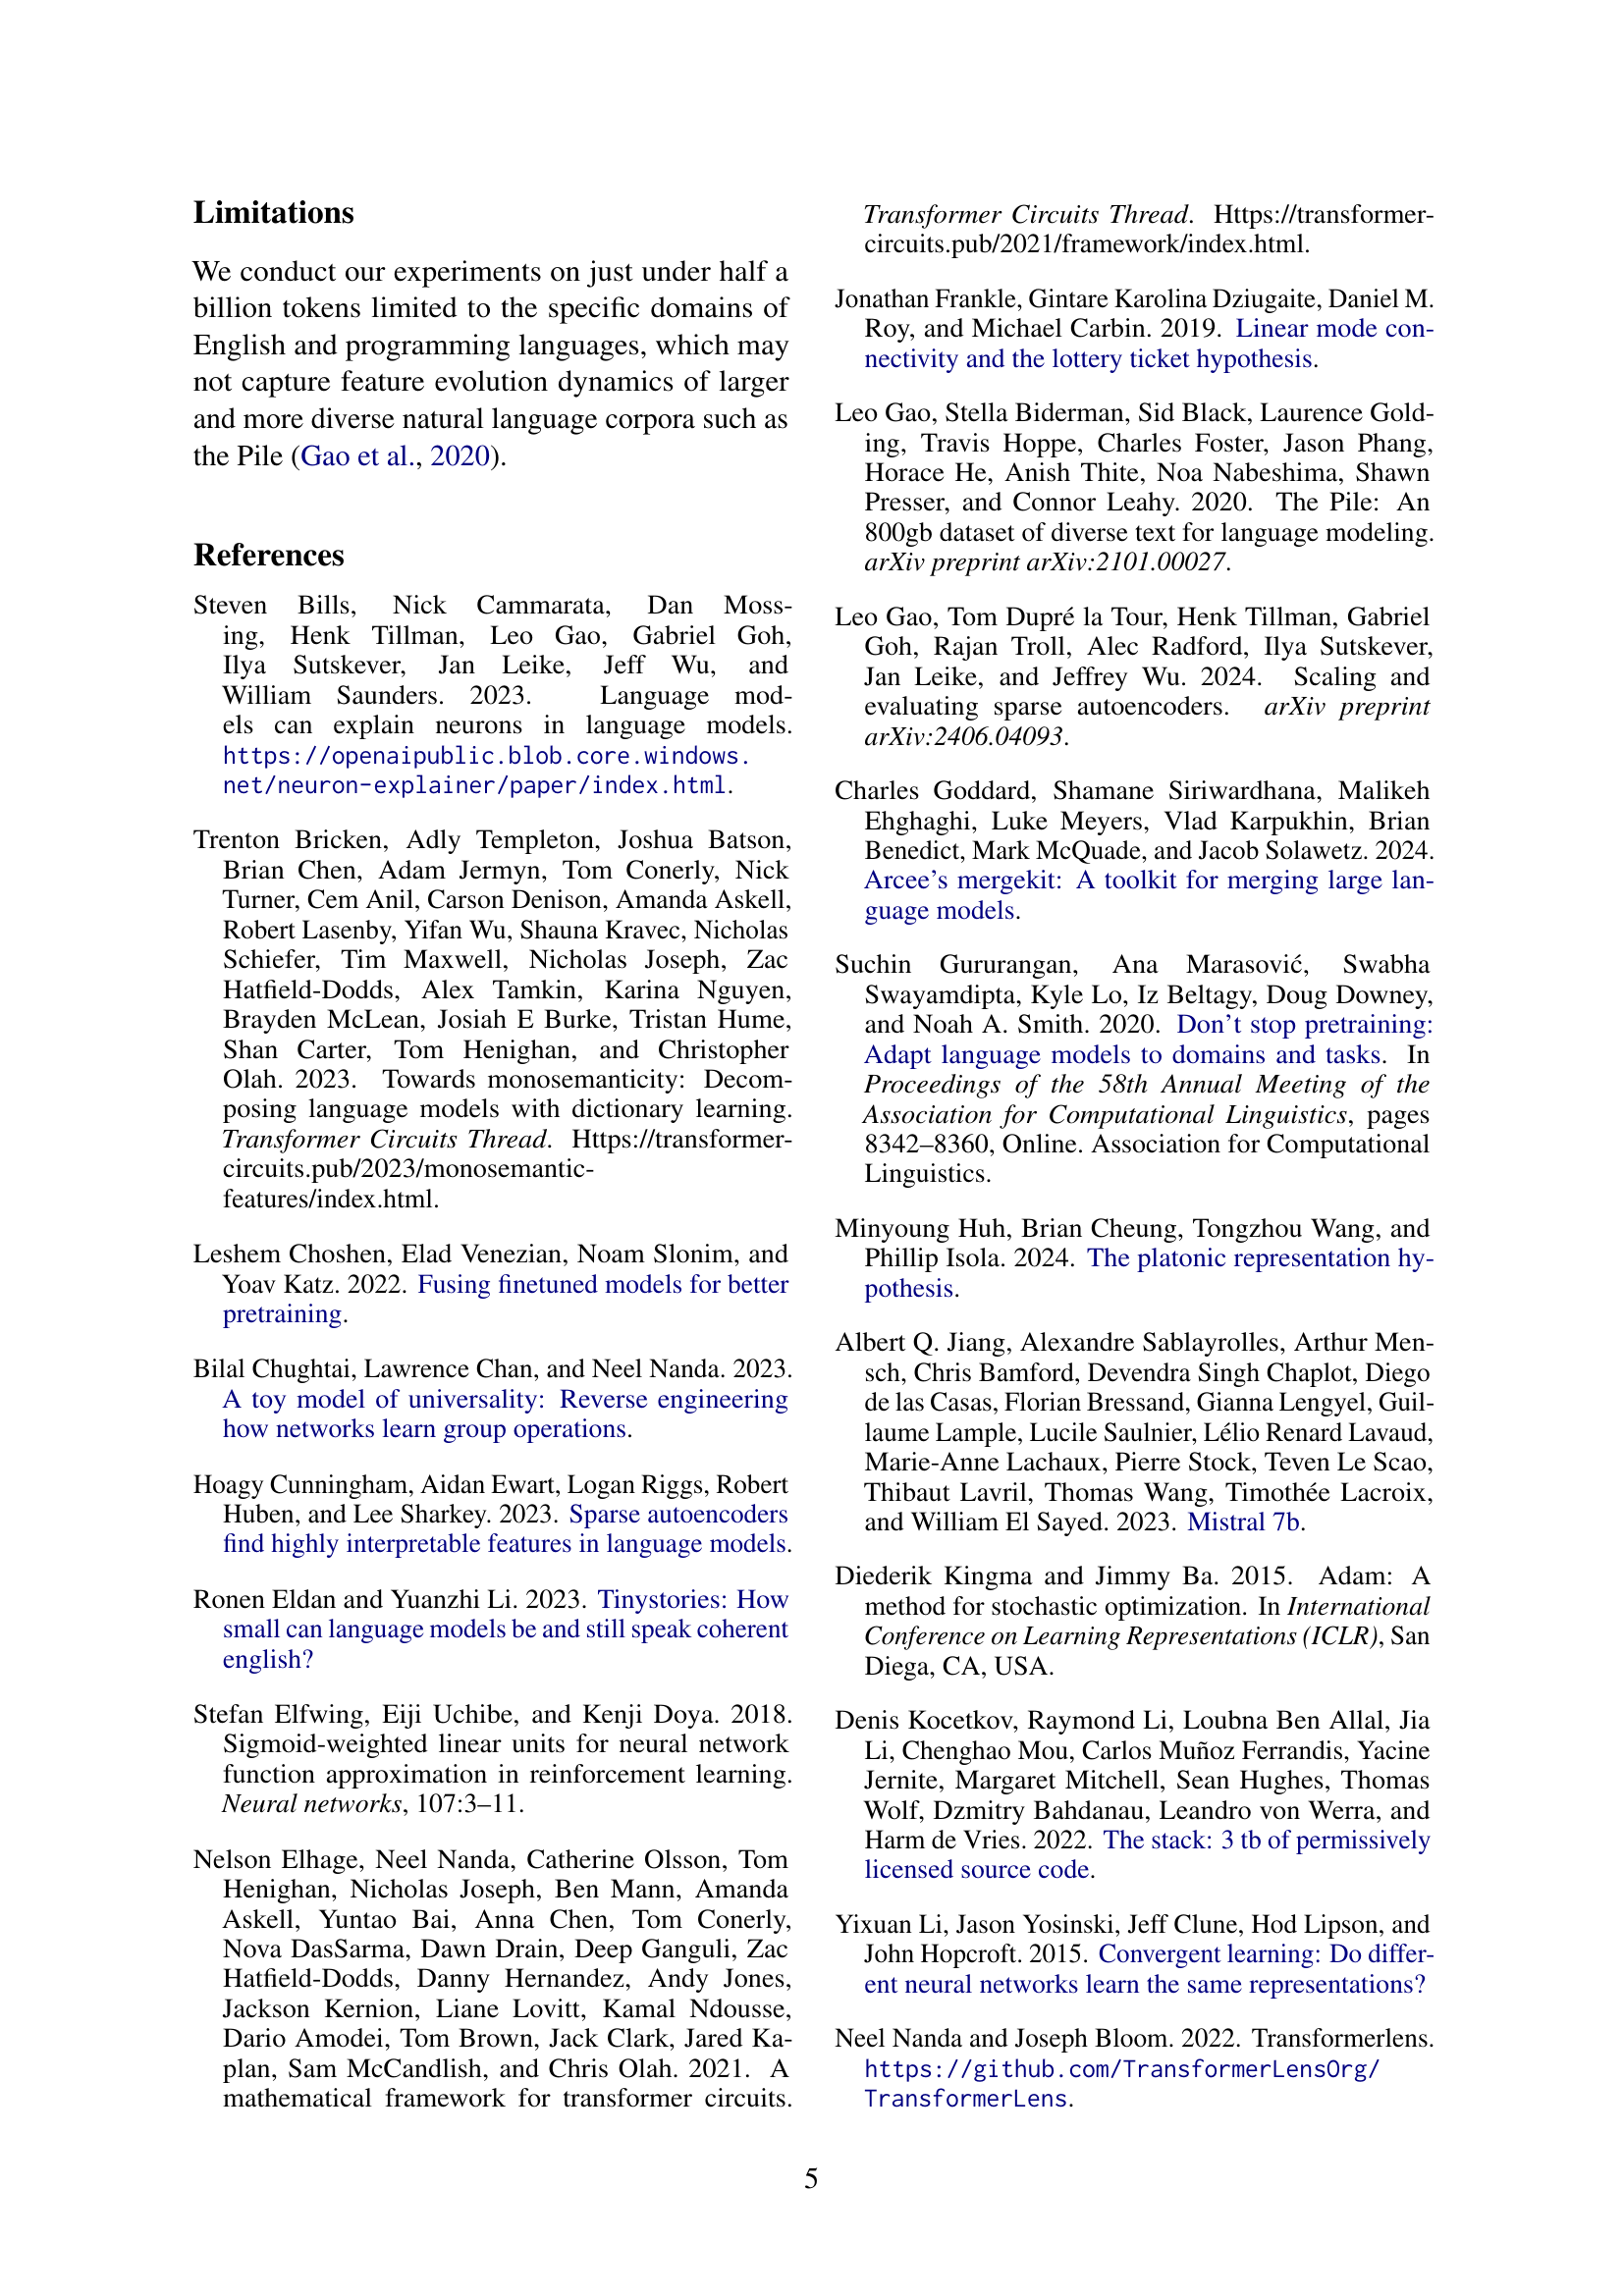 Limitations
We conduct our experiments on just under half a
billion tokens limited to the specific domains of
English and programming languages, which may
not capture feature evolution dynamics of larger
and more diverse natural language corpora such as
the Pile (Gao et al., 2020).
References
Steven Bills, Nick Cammarata, Dan Moss-
ing, Henk Tillman, Leo Gao, Gabriel Goh,
Ilya Sutskever, Jan Leike, Jeff Wu, and
William Saunders. 2023. Language mod-
els can explain neurons in language models.
https://openaipublic.blob.core.windows.
net/neuron-explainer/paper/index.html.
Trenton Bricken, Adly Templeton, Joshua Batson,
Brian Chen, Adam Jermyn, Tom Conerly, Nick
Turner, Cem Anil, Carson Denison, Amanda Askell,
Robert Lasenby, Yifan Wu, Shauna Kravec, Nicholas
Schiefer, Tim Maxwell, Nicholas Joseph, Zac
Hatfield-Dodds, Alex Tamkin, Karina Nguyen,
Brayden McLean, Josiah E Burke, Tristan Hume,
Shan Carter, Tom Henighan, and Christopher
Olah. 2023. Towards monosemanticity: Decom-
posing language models with dictionary learning.
Transformer Circuits Thread. Https://transformer-
circuits.pub/2023/monosemantic-
features/index.html.
Leshem Choshen, Elad Venezian, Noam Slonim, and
Yoav Katz. 2022. Fusing finetuned models for better
pretraining.
Bilal Chughtai, Lawrence Chan, and Neel Nanda. 2023.
A toy model of universality: Reverse engineering
how networks learn group operations.
Hoagy Cunningham, Aidan Ewart, Logan Riggs, Robert
Huben, and Lee Sharkey. 2023. Sparse autoencoders
find highly interpretable features in language models.
Ronen Eldan and Yuanzhi Li. 2023. Tinystories: How
small can language models be and still speak coherent
english?
Stefan Elfwing, Eiji Uchibe, and Kenji Doya. 2018.
Sigmoid-weighted linear units for neural network
function approximation in reinforcement learning.
Neural networks, 107:3–11.
Nelson Elhage, Neel Nanda, Catherine Olsson, Tom
Henighan, Nicholas Joseph, Ben Mann, Amanda
Askell, Yuntao Bai, Anna Chen, Tom Conerly,
Nova DasSarma, Dawn Drain, Deep Ganguli, Zac
Hatfield-Dodds, Danny Hernandez, Andy Jones,
Jackson Kernion, Liane Lovitt, Kamal Ndousse,
Dario Amodei, Tom Brown, Jack Clark, Jared Ka-
plan, Sam McCandlish, and Chris Olah. 2021. A
mathematical framework for transformer circuits.
Transformer Circuits Thread. Https://transformer-
circuits.pub/2021/framework/index.html.
Jonathan Frankle, Gintare Karolina Dziugaite, Daniel M.
Roy, and Michael Carbin. 2019. Linear mode con-
nectivity and the lottery ticket hypothesis.
Leo Gao, Stella Biderman, Sid Black, Laurence Gold-
ing, Travis Hoppe, Charles Foster, Jason Phang,
Horace He, Anish Thite, Noa Nabeshima, Shawn
Presser, and Connor Leahy. 2020. The Pile: An
800gb dataset of diverse text for language modeling.
arXiv preprint arXiv:2101.00027.
Leo Gao, Tom Dupré la Tour, Henk Tillman, Gabriel
Goh, Rajan Troll, Alec Radford, Ilya Sutskever,
Jan Leike, and Jeffrey Wu. 2024. Scaling and
evaluating sparse autoencoders. arXiv preprint
arXiv:2406.04093.
Charles Goddard, Shamane Siriwardhana, Malikeh
Ehghaghi, Luke Meyers, Vlad Karpukhin, Brian
Benedict, Mark McQuade, and Jacob Solawetz. 2024.
Arcee's mergekit: A toolkit for merging large lan-
guage models.
Suchin Gururangan, Ana Marasović, Swabha
Swayamdipta, Kyle Lo, Iz Beltagy, Doug Downey,
and Noah A. Smith. 2020. Don't stop pretraining:
Adapt language models to domains and tasks. In
Proceedings of the 58th Annual Meeting of the
Association for Computational Linguistics, pages
8342–8360, Online. Association for Computational
Linguistics.
Minyoung Huh, Brian Cheung, Tongzhou Wang, and
Phillip Isola. 2024. The platonic representation hy-
pothesis.
Albert Q. Jiang, Alexandre Sablayrolles, Arthur Men-
sch, Chris Bamford, Devendra Singh Chaplot, Diego
de las Casas, Florian Bressand, Gianna Lengyel, Guil-
laume Lample, Lucile Saulnier, Lélio Renard Lavaud,
Marie-Anne Lachaux, Pierre Stock, Teven Le Scao,
Thibaut Lavril, Thomas Wang, Timothée Lacroix,
and William El Sayed. 2023. Mistral 7b.
Diederik Kingma and Jimmy Ba. 2015. Adam: A
method for stochastic optimization. In International
Conference on Learning Representations (ICLR), San
Diega, CA, USA.
Denis Kocetkov, Raymond Li, Loubna Ben Allal, Jia
Li, Chenghao Mou, Carlos Muñoz Ferrandis, Yacine
Jernite, Margaret Mitchell, Sean Hughes, Thomas
Wolf, Dzmitry Bahdanau, Leandro von Werra, and
Harm de Vries. 2022. The stack: 3 tb of permissively
licensed source code.
Yixuan Li, Jason Yosinski, Jeff Clune, Hod Lipson, and
John Hopcroft. 2015. Convergent learning: Do differ-
ent neural networks learn the same representations?
Neel Nanda and Joseph Bloom. 2022. Transformerlens.
https://github.com/TransformerLensOrg/
TransformerLens.
5